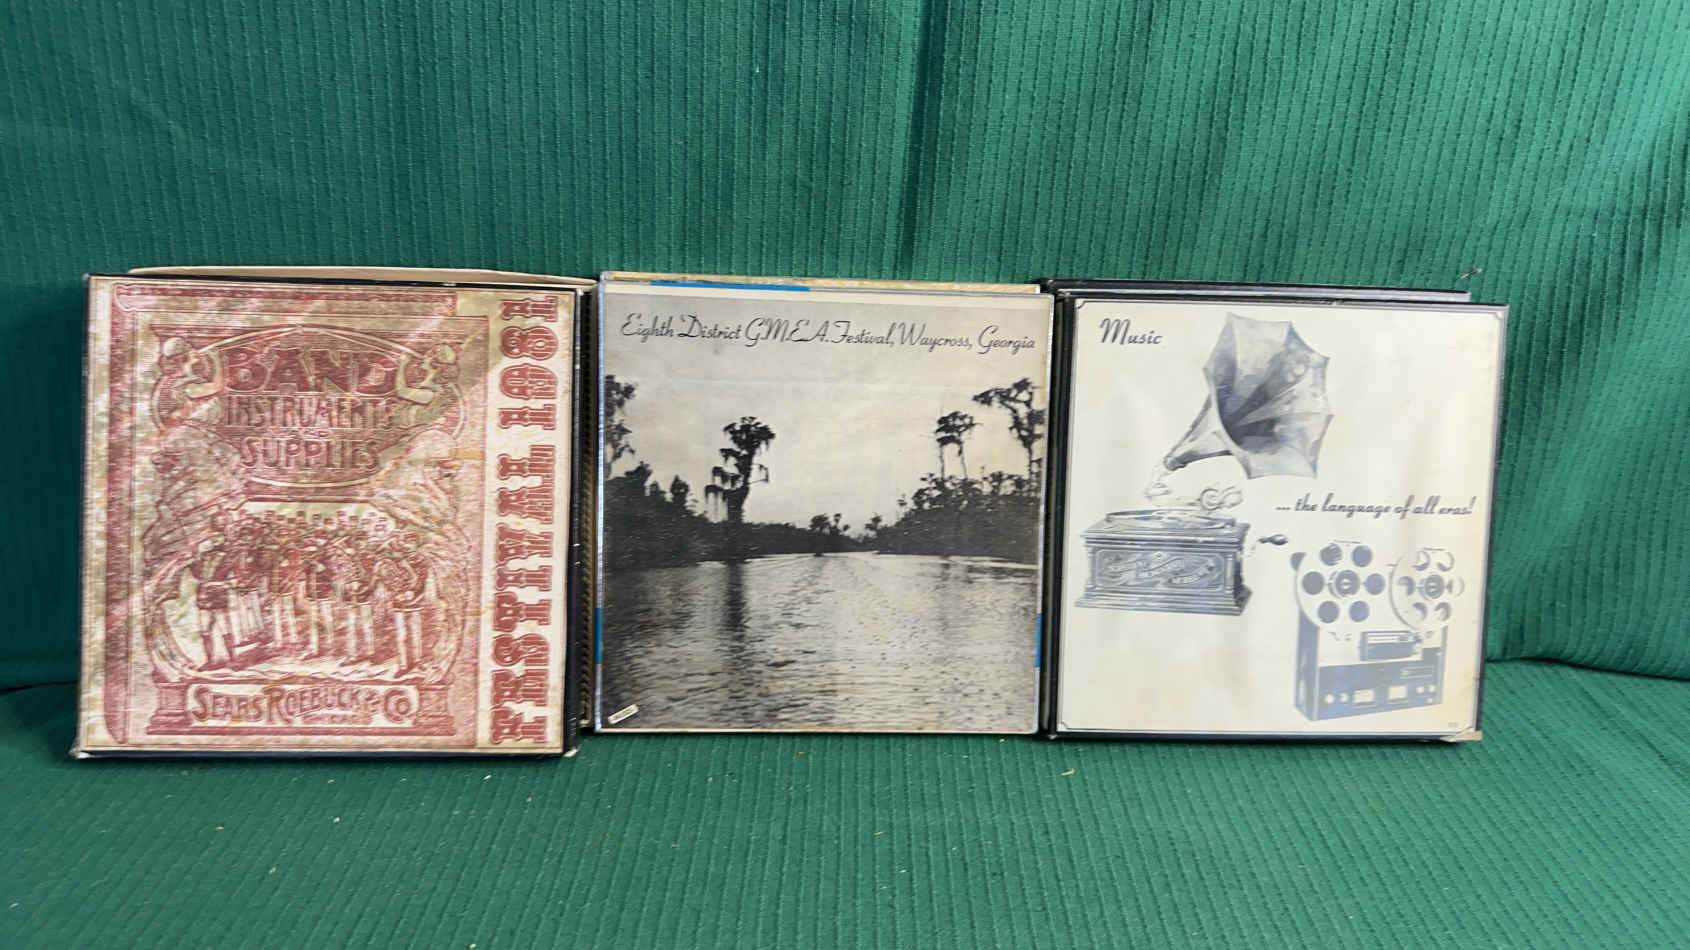 BAND
INSTRUMENTS
AND
SUPPLIES
SEARS ROEBUCK & CO
FESTIVAL 1981
Eighth District G.M.E.A. Festival, Waycross, Georgia
Music
... the language of all eras!